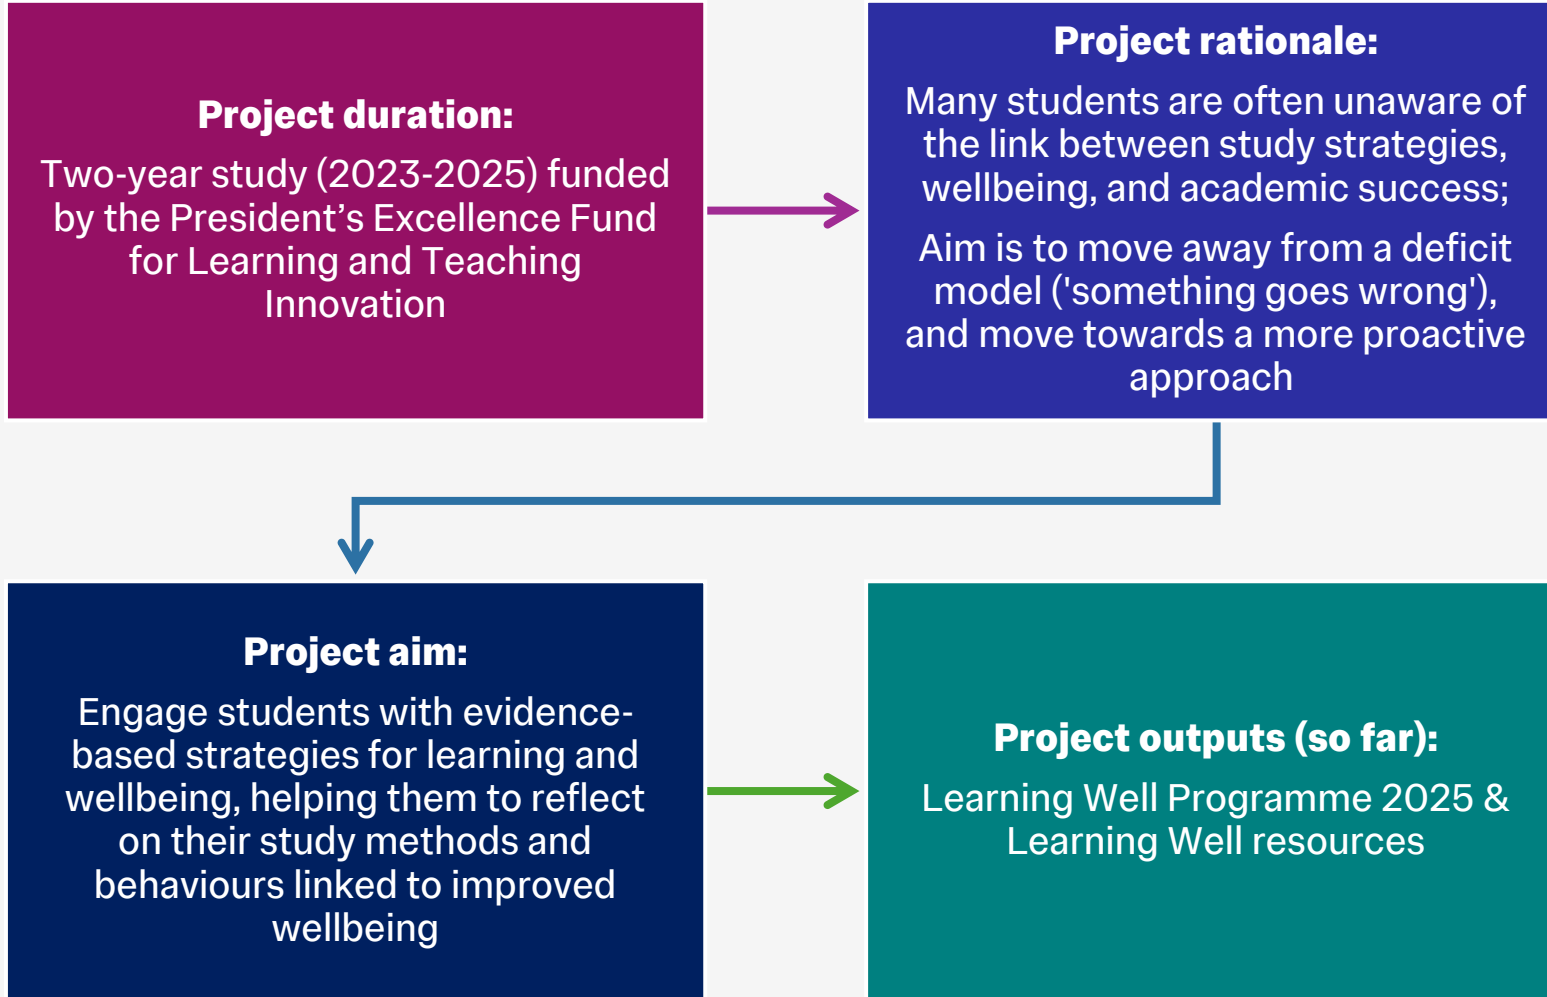 Project duration:
Two-year study (2023-2025) funded
by the President’s Excellence Fund
for Learning and Teaching
Innovation
Project rationale:
Many students are often unaware of
the link between study strategies,
wellbeing, and academic success;
Aim is to move away from a deficit
model ('something goes wrong'),
and move towards a more proactive
approach
Project aim:
Engage students with evidence-
based strategies for learning and
wellbeing, helping them to reflect
on their study methods and
behaviours linked to improved
wellbeing
Project outputs (so far):
Learning Well Programme 2025 &
Learning Well resources